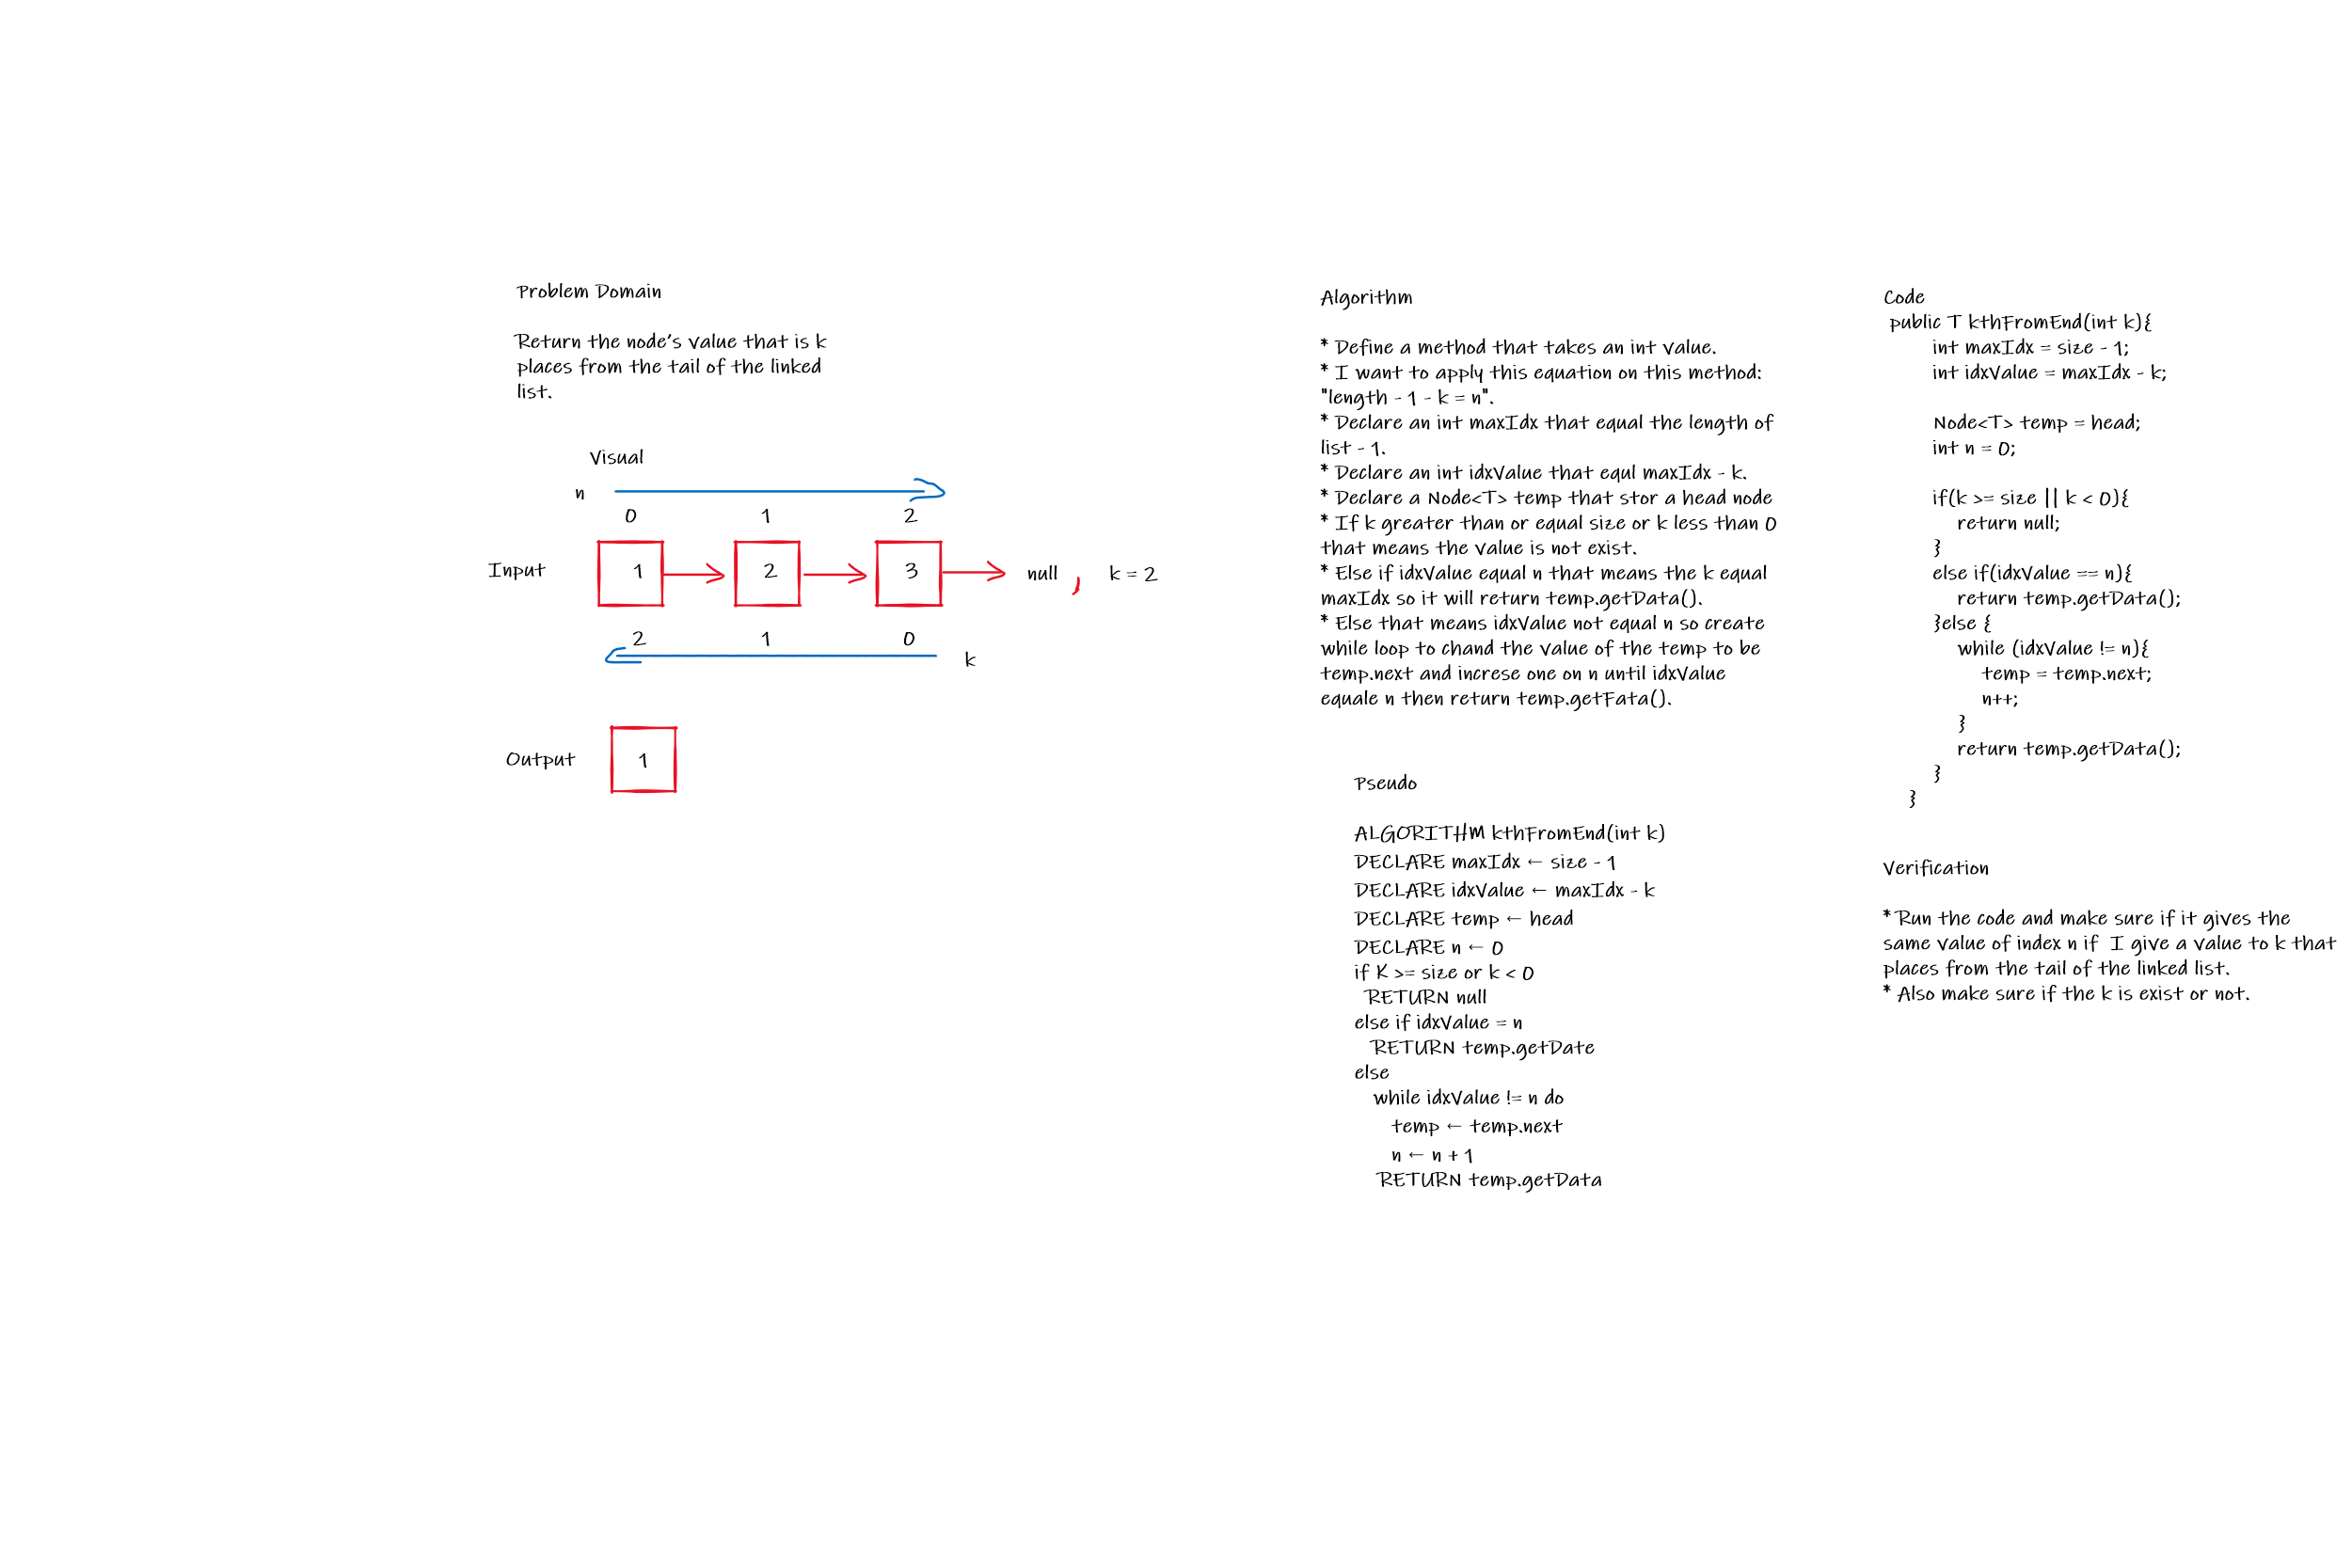 Problem Domain
Return the node's value that is k
places from the tail of the linked
list.
Visual
n
0 1 2
Input 1 2 3 null , k = 2
2 1 0
k
Output 1
Algorithm
* Define a method that takes an int value.
* I want to apply this equation on this method:
"length - 1 - k = n".
* Declare an int maxIdx that equal the length of
list - 1.
* Declare an int idxValue that equl maxIdx - k.
* Declare a Node<T> temp that stor a head node
* If k greater than or equal size or k less than 0
that means the value is not exist.
* Else if idxValue equal n that means the k equal
maxIdx so it will return temp.getData().
* Else that means idxValue not equal n so create
while loop to chand the value of the temp to be
temp.next and increse one on n until idxValue
equale n then return temp.getFata().
Pseudo
ALGORITHM kthFromEnd(int k)
DECLARE maxIdx ← size - 1
DECLARE idxValue ← maxIdx - k
DECLARE temp ← head
DECLARE n ← 0
if K >= size or k < 0
RETURN null
else if idxValue = n
RETURN temp.getDate
else
while idxValue != n do
temp ← temp.next
n ← n + 1
RETURN temp.getData
Code
public T kthFromEnd(int k){
int maxIdx = size - 1;
int idxValue = maxIdx - k;
Node<T> temp = head;
int n = 0;
if(k >= size || k < 0){
return null;
}
else if(idxValue == n){
return temp.getData();
}else {
while (idxValue != n){
temp = temp.next;
n++;
}
return temp.getData();
}
}
Verification
* Run the code and make sure if it gives the
same value of index n if I give a value to k that
places from the tail of the linked list.
* Also make sure if the k is exist or not.